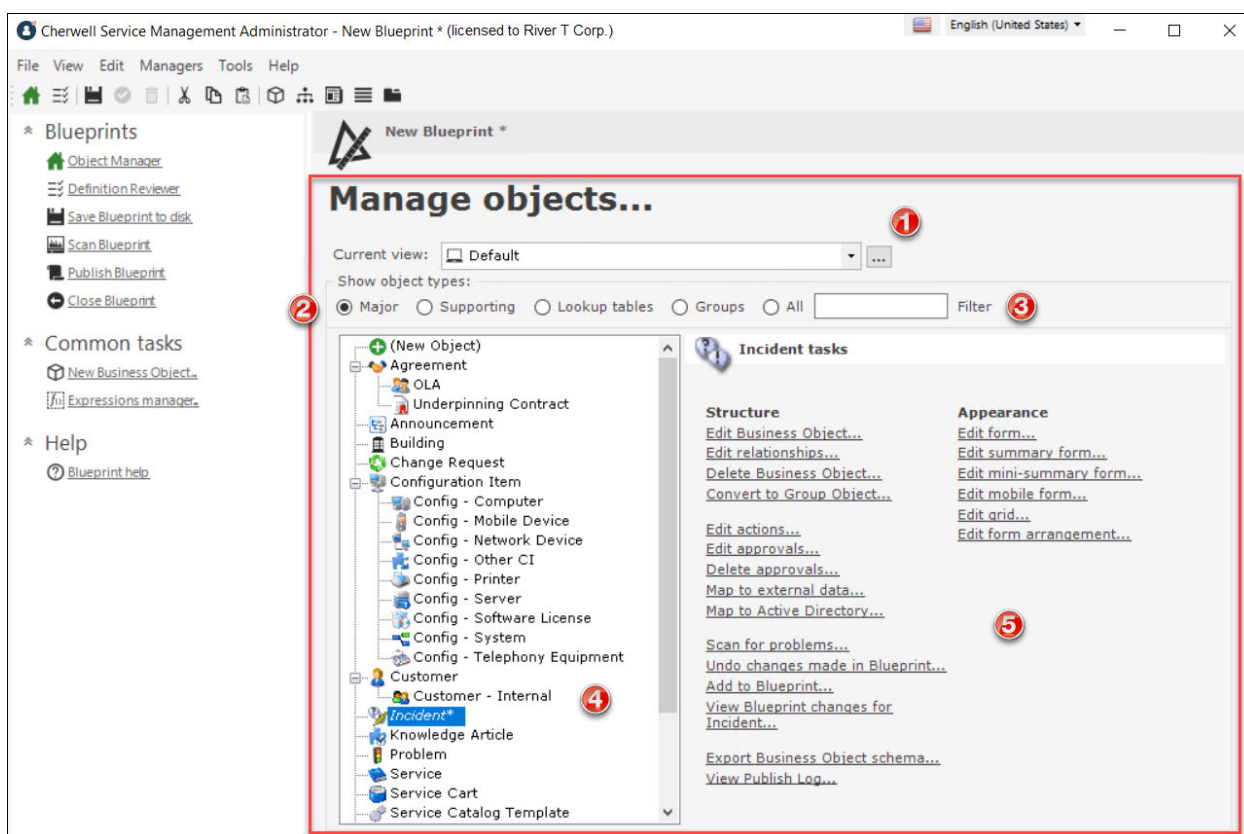 Cherwell Service Management Administrator - New Blueprint * (licensed to River T Corp.)
English (United States)
File View Edit Managers Tools Help
Blueprints
Object Manager
Definition Reviewer
Save Blueprint to disk
Scan Blueprint
Publish Blueprint
Close Blueprint
Common tasks
New Business Object...
Expressions manager...
Help
Blueprint help
New Blueprint *
Manage objects...
1
Current view: Default ...
Show object types:
2 Major Supporting Lookup tables Groups All Filter 3
(New Object)
Agreement
OLA
Underpinning Contract
Announcement
Building
Change Request
Configuration Item
Config - Computer
Config - Mobile Device
Config - Network Device
Config - Other CI
Config - Printer
Config - Server
Config - Software License
Config - System
Config - Telephony Equipment
Customer
Customer - Internal
4
Incident*
Knowledge Article
Problem
Service
Service Cart
Service Catalog Template
Incident tasks
Structure
Edit Business Object...
Edit relationships...
Delete Business Object...
Convert to Group Object...
Edit actions...
Edit approvals...
Delete approvals...
Map to external data...
Map to Active Directory...
Scan for problems...
Undo changes made in Blueprint...
Add to Blueprint...
View Blueprint changes for
Incident...
Export Business Object schema...
View Publish Log...
Appearance
Edit form...
Edit summary form...
Edit mini-summary form...
Edit mobile form...
Edit grid...
Edit form arrangement...
5